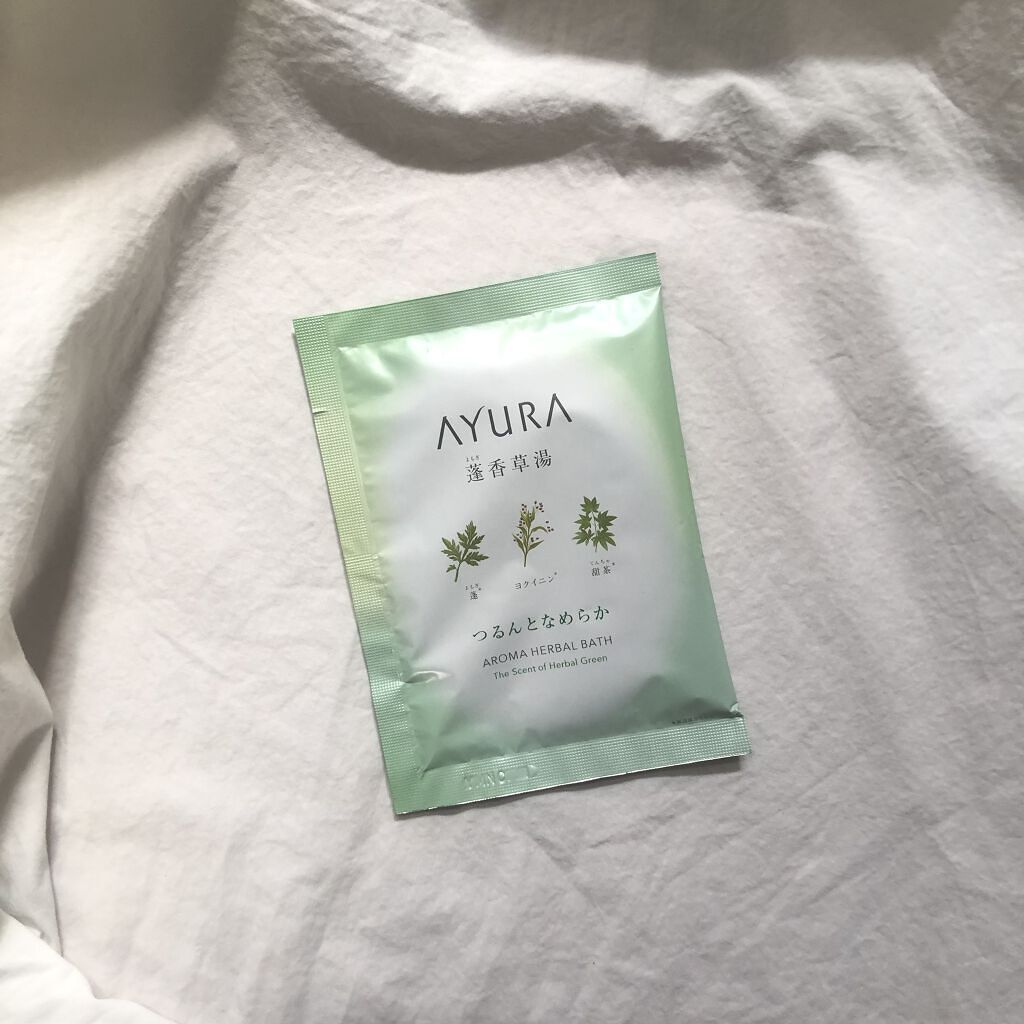 AYURA
よもぎ
蓬香草湯
よもぎ
蓬* ヨクイニン* てんちゃ
甜茶*
つるんとなめらか
AROMA HERBAL BATH
The Scent of Herbal Green